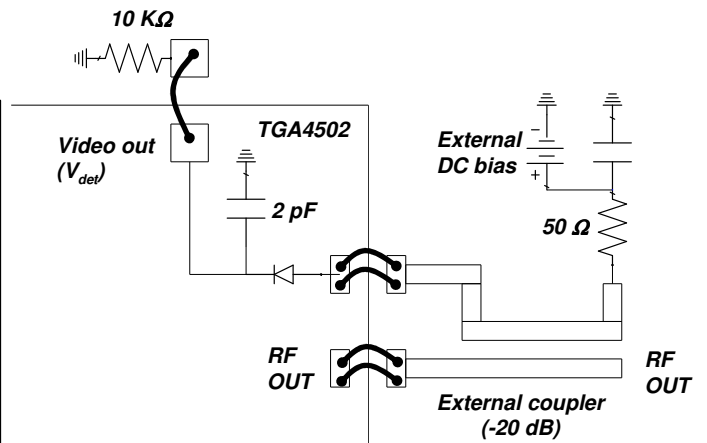 10 KΩ
TGA4502
Video out
(Vdet)
2 pF
External
DC bias
−
+
50 Ω
RF
OUT
RF
OUT
External coupler
(-20 dB)